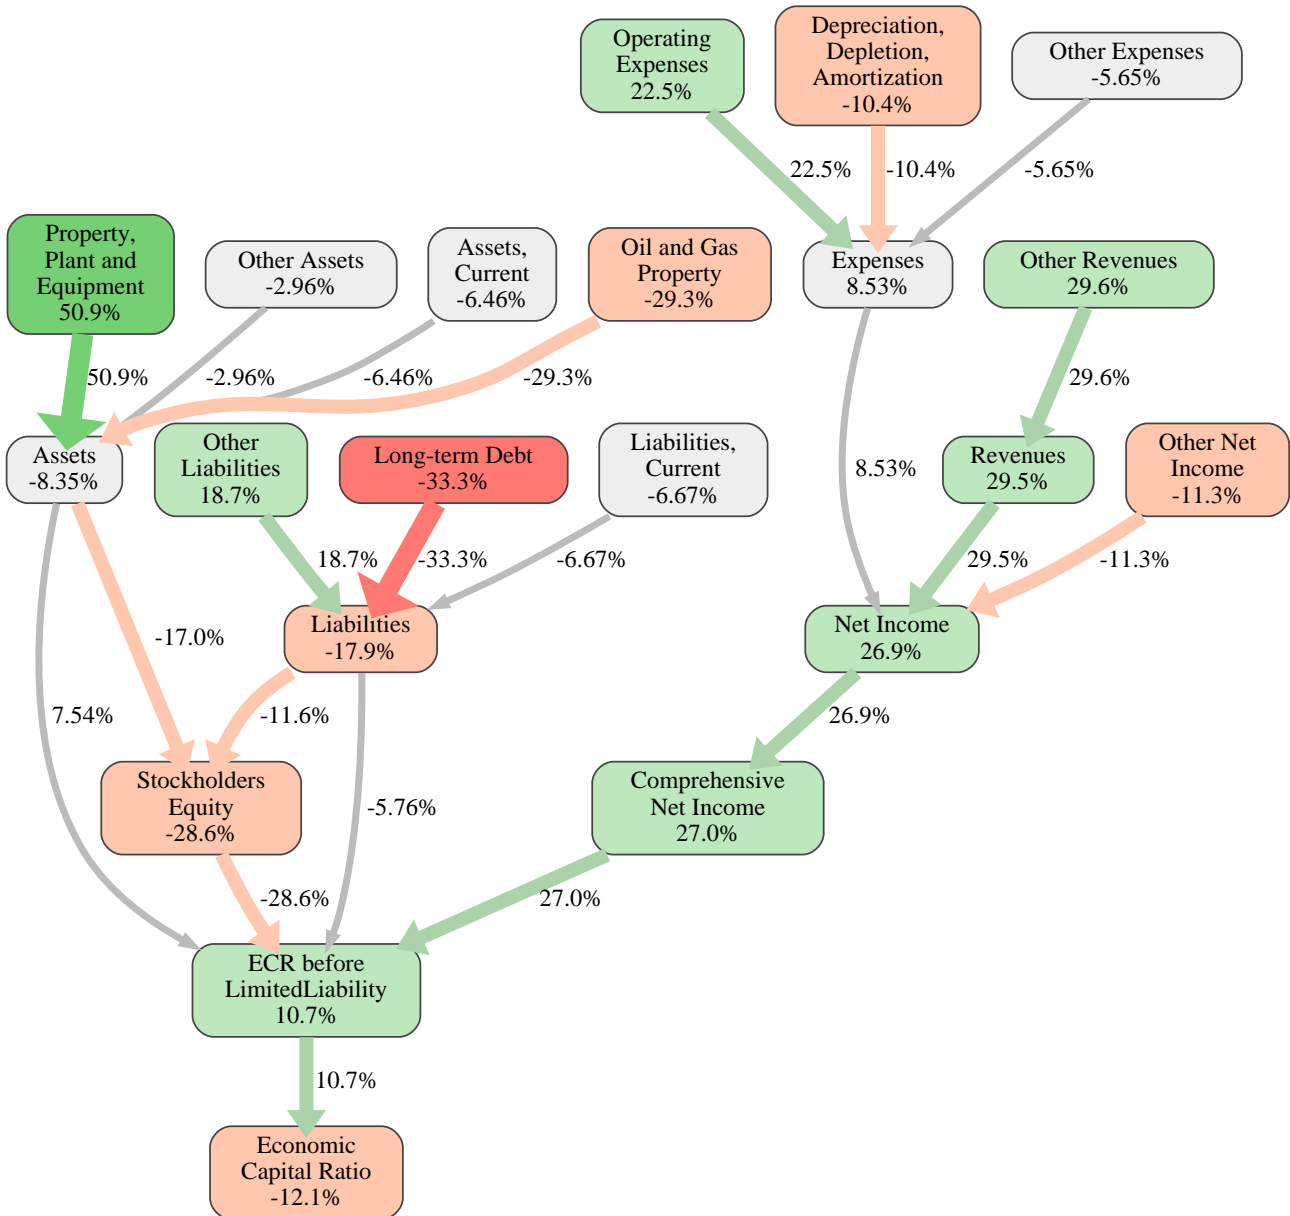 Operating
Expenses
22.5%
Depreciation,
Depletion,
Amortization
-10.4%
Other Expenses
-5.65%
22.5%
-10.4%
-5.65%
Property,
Plant and
Equipment
50.9%
Other Assets
-2.96%
Assets,
Current
-6.46%
Oil and Gas
Property
-29.3%
Expenses
8.53%
Other Revenues
29.6%
50.9%
-2.96%
-6.46%
-29.3%
29.6%
Assets
-8.35%
Other
Liabilities
18.7%
Long-term Debt
-33.3%
Liabilities,
Current
-6.67%
8.53%
Revenues
29.5%
Other Net
Income
-11.3%
18.7%
-33.3%
-6.67%
29.5%
-11.3%
-17.0%
Liabilities
-17.9%
Net Income
26.9%
7.54%
-11.6%
26.9%
Stockholders
Equity
-28.6%
-5.76%
Comprehensive
Net Income
27.0%
-28.6%
27.0%
ECR before
LimitedLiability
10.7%
10.7%
Economic
Capital Ratio
-12.1%